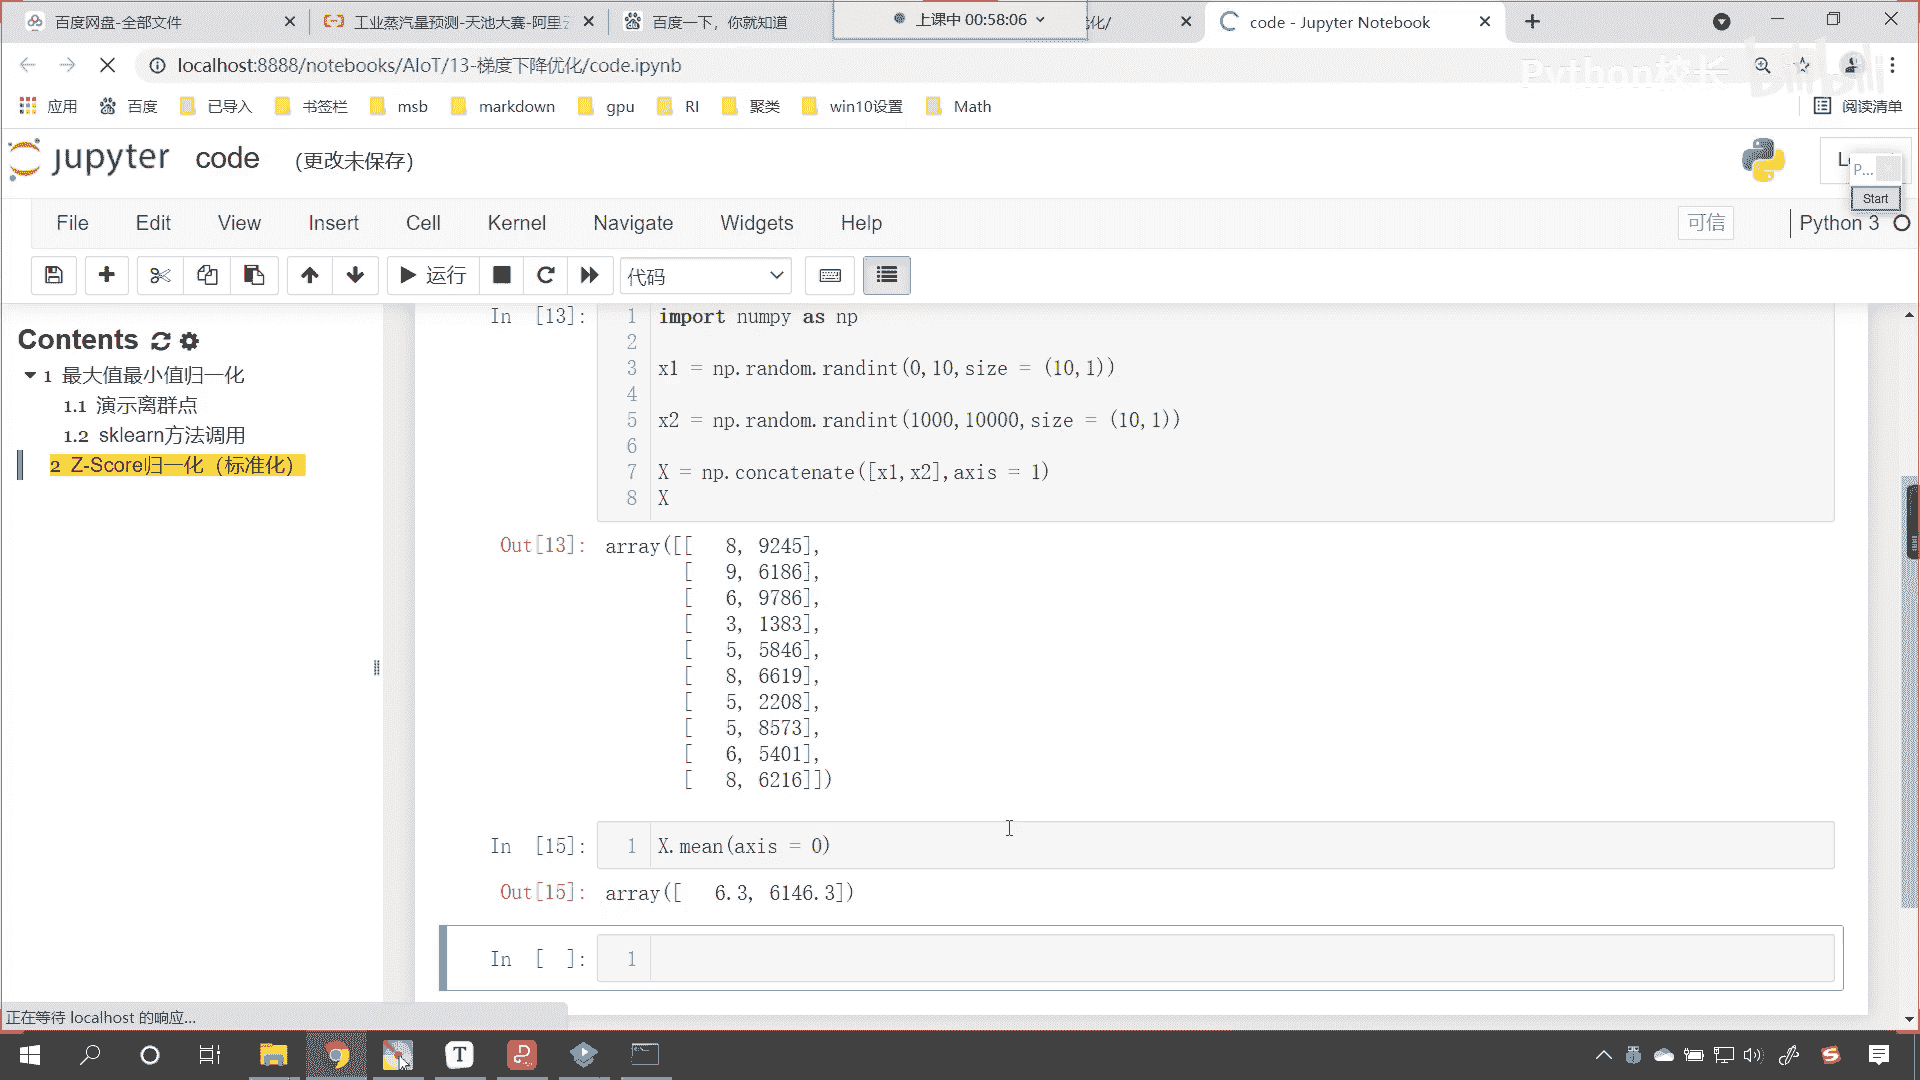 百度网盘-全部文件
工业蒸汽量预测-天池大赛-阿里云
百度一下，你就知道
上课中 00:58:06
优化/
code - Jupyter Notebook
localhost:8888/notebooks/AIoT/13-梯度下降优化/code.ipynb
Python校长
bilibili
应用
百度
已导入
书签栏
msb
markdown
gpu
RI
聚类
win10设置
Math
阅读清单
jupyter code (更改未保存)
P...
Start
File Edit View Insert Cell Kernel Navigate Widgets Help
可信
Python 3
运行
代码
Contents
1 最大值最小值归一化
1.1 演示离群点
1.2 sklearn方法调用
2 Z-Score归一化（标准化）
In [13]:
1 import numpy as np
2
3 x1 = np.random.randint(0,10,size = (10,1))
4
5 x2 = np.random.randint(1000,10000,size = (10,1))
6
7 X = np.concatenate([x1,x2],axis = 1)
8 X
Out[13]: array([[ 8, 9245],
[ 9, 6186],
[ 6, 9786],
[ 3, 1383],
[ 5, 5846],
[ 8, 6619],
[ 5, 2208],
[ 5, 8573],
[ 6, 5401],
[ 8, 6216]])
In [15]: 1 X.mean(axis = 0)
Out[15]: array([ 6.3, 6146.3])
In [ ]: 1
正在等待 localhost 的响应...